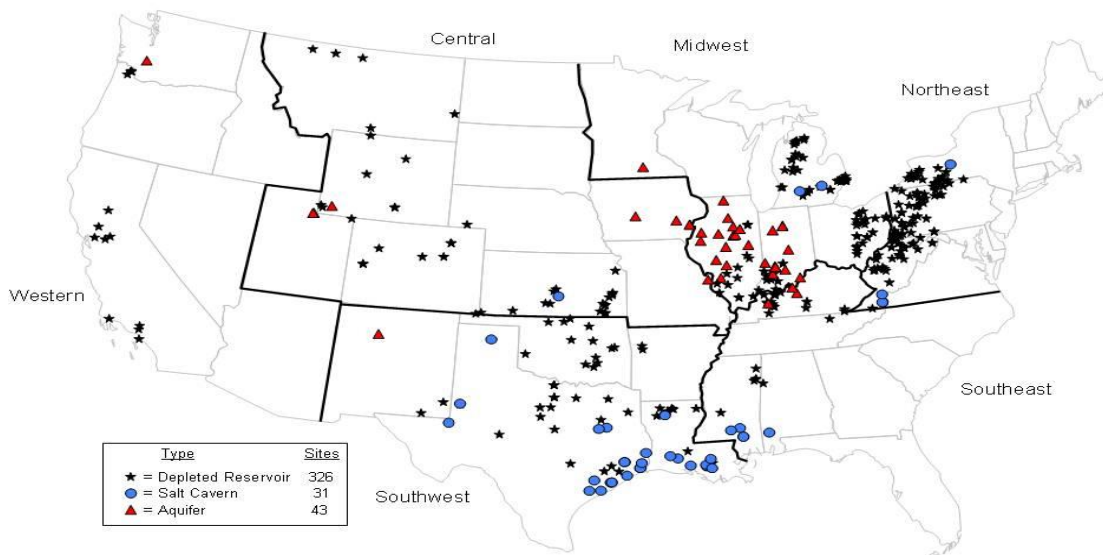 Central
Midwest
Northeast
Western
Southeast
Southwest
Type Sites
= Depleted Reservoir 326
= Salt Cavern 31
= Aquifer 43